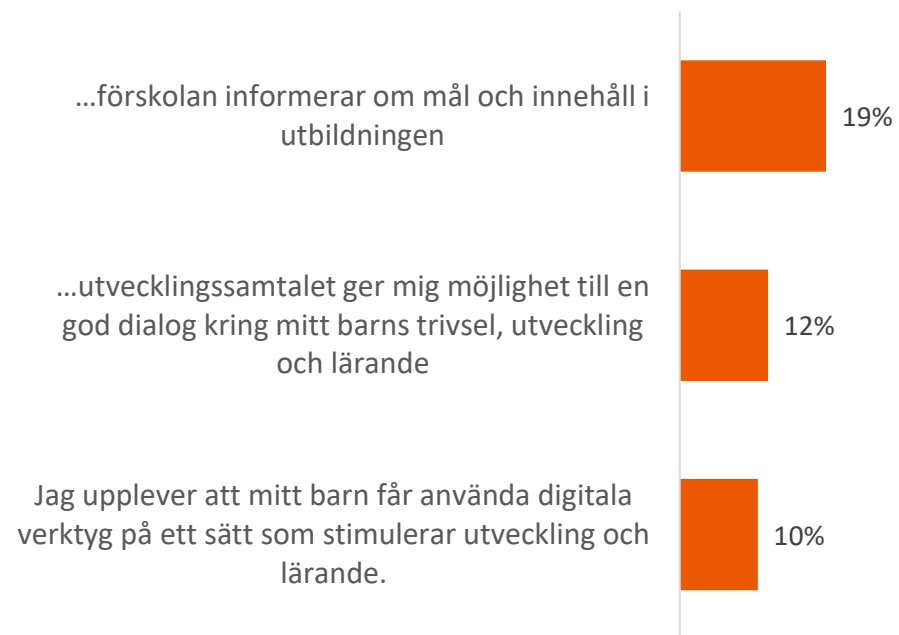 …förskolan informerar om mål och innehåll i
utbildningen
19%
…utvecklingssamtalet ger mig möjlighet till en
god dialog kring mitt barns trivsel, utveckling
och lärande
12%
Jag upplever att mitt barn får använda digitala
verktyg på ett sätt som stimulerar utveckling och
lärande.
10%